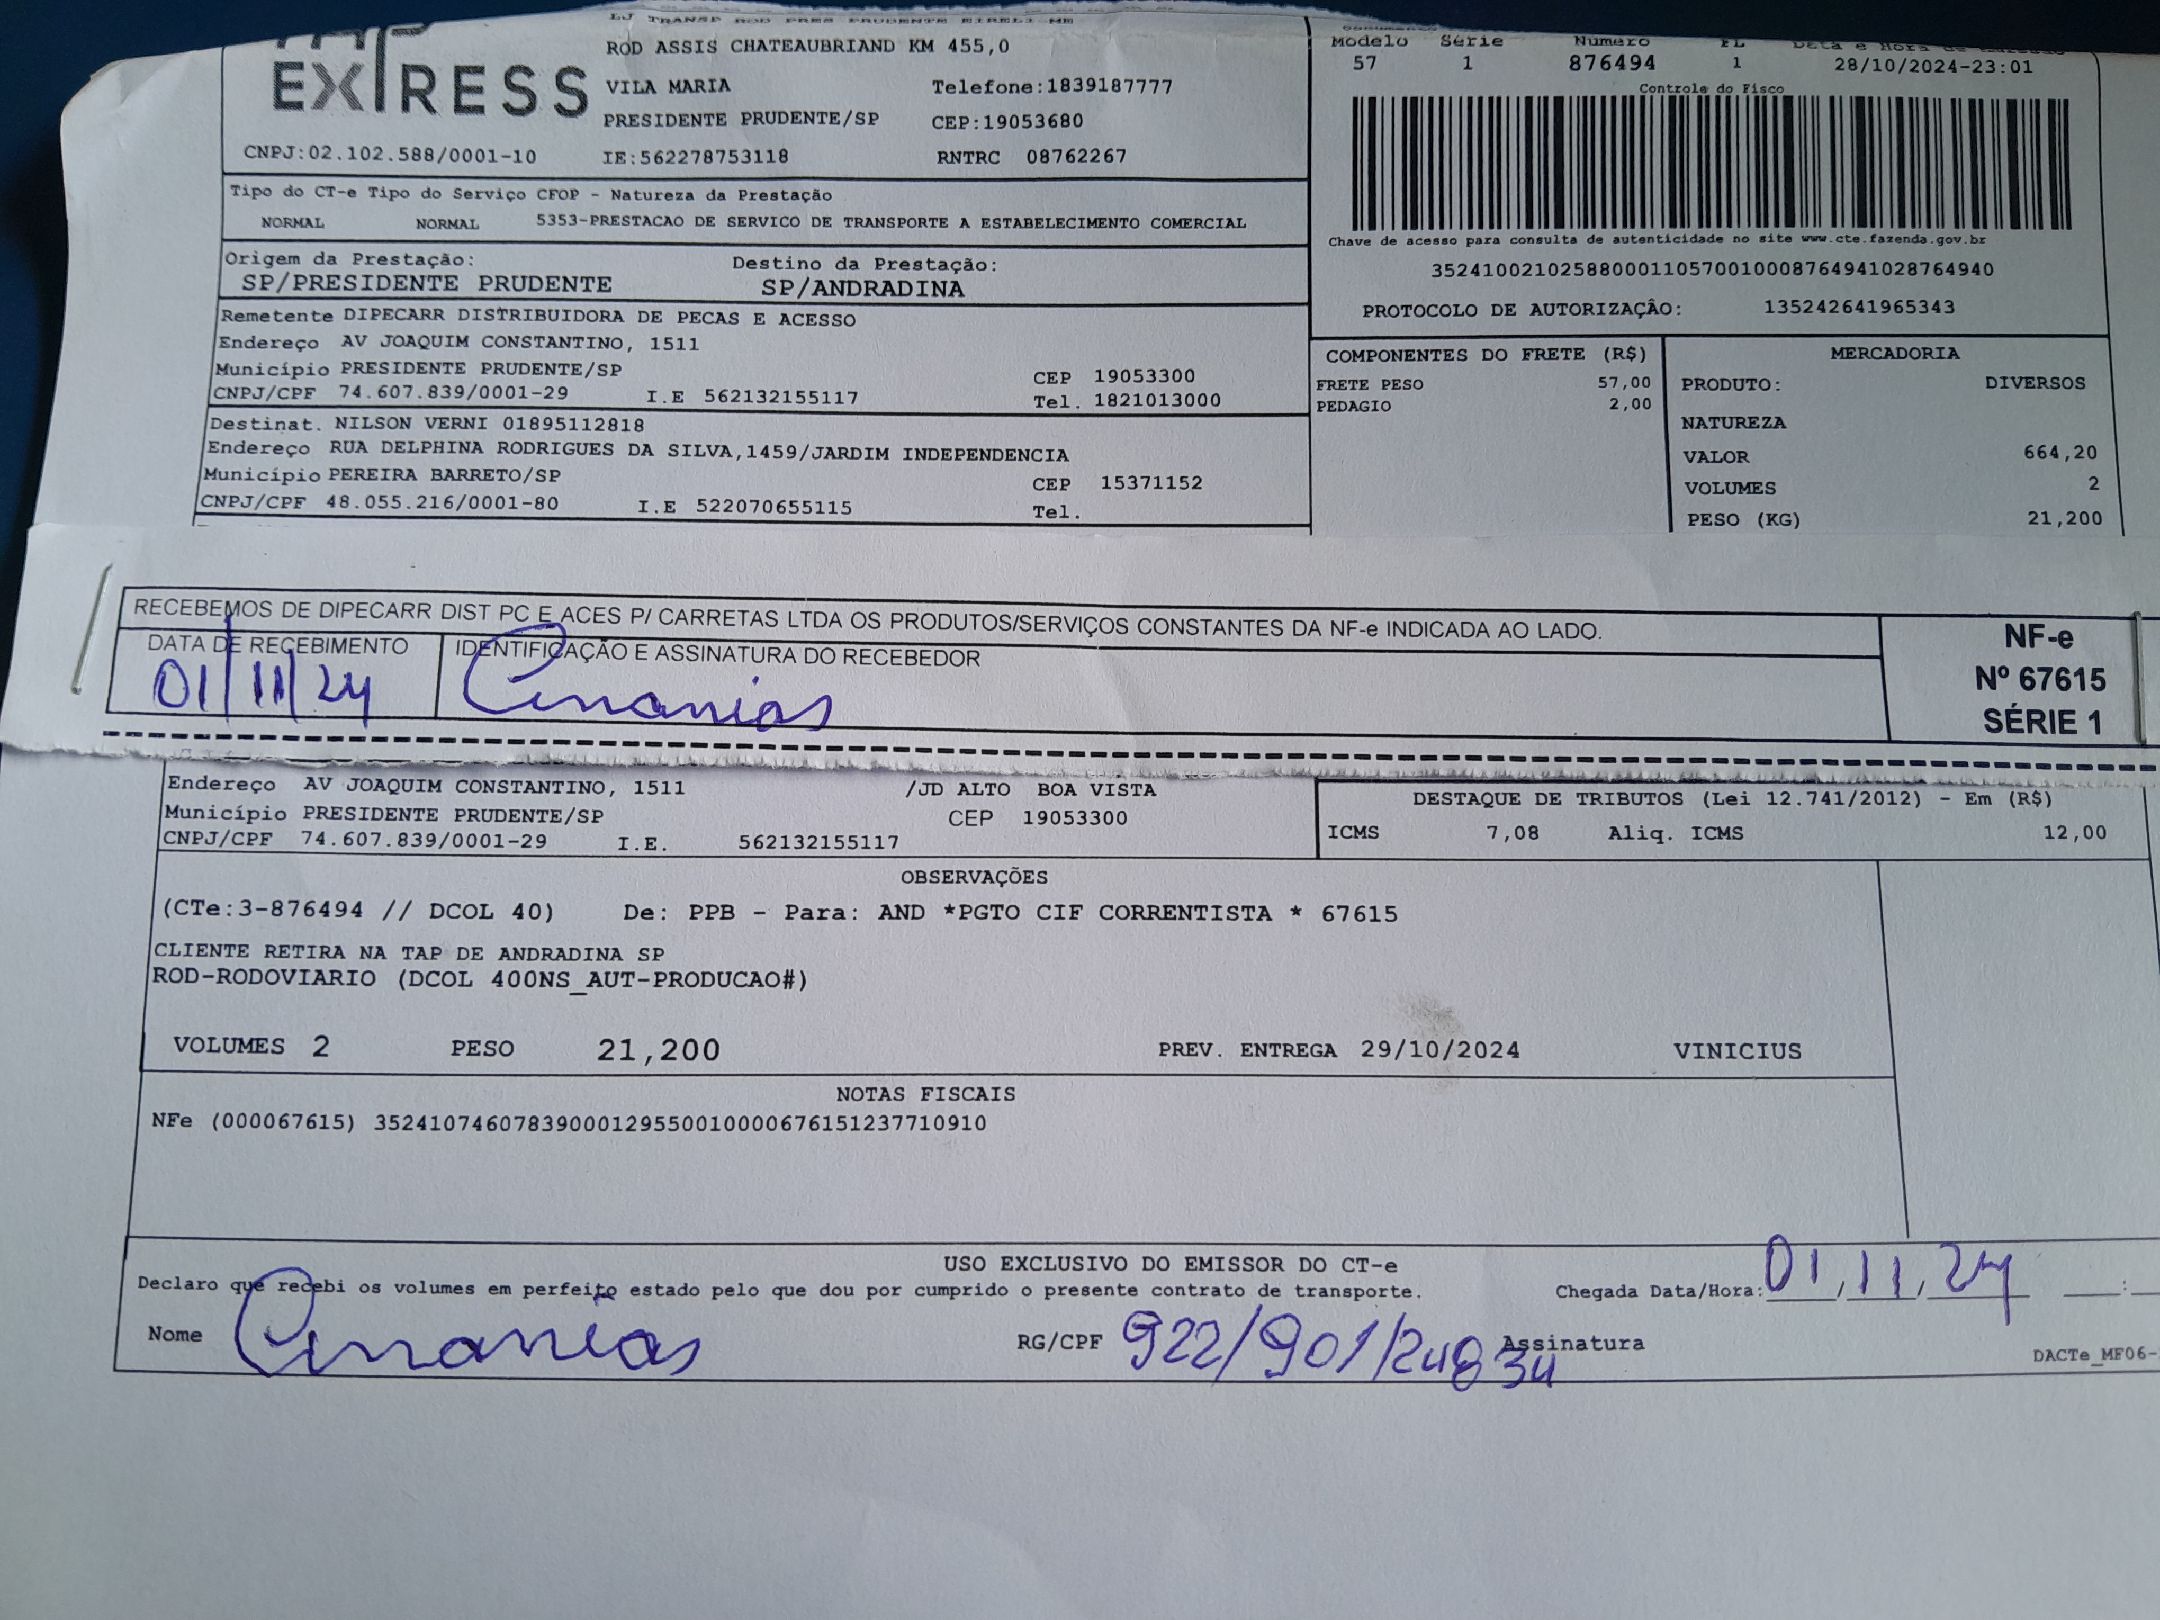 TAP
EXPRESS
LJ TRANSP ROD PRES PRUDENTE EIRELI ME
ROD ASSIS CHATEAUBRIAND KM 455,0
VILA MARIA Telefone:1839187777
PRESIDENTE PRUDENTE/SP CEP:19053680
CNPJ:02.102.588/0001-10 IE:562278753118 RNTRC 08762267
Modelo Série Número FL Data e Hora de
57 1 876494 1 28/10/2024-23:01
Controle do Fisco
Chave de acesso para consulta de autenticidade no site www.cte.fazenda.gov.br
35241002102588000110570010008764941028764940
PROTOCOLO DE AUTORIZAÇÂO: 135242641965343
Tipo do CT-e Tipo do Serviço CFOP - Natureza da Prestação
NORMAL NORMAL 5353-PRESTACAO DE SERVICO DE TRANSPORTE A ESTABELECIMENTO COMERCIAL
Origem da Prestação: Destino da Prestação:
SP/PRESIDENTE PRUDENTE SP/ANDRADINA
Remetente DIPECARR DISTRIBUIDORA DE PECAS E ACESSO
Endereço AV JOAQUIM CONSTANTINO, 1511
Município PRESIDENTE PRUDENTE/SP CEP 19053300
CNPJ/CPF 74.607.839/0001-29 I.E 562132155117 Tel. 1821013000
Destinat. NILSON VERNI 01895112818
Endereço RUA DELPHINA RODRIGUES DA SILVA,1459/JARDIM INDEPENDENCIA
Município PEREIRA BARRETO/SP CEP 15371152
CNPJ/CPF 48.055.216/0001-80 I.E 522070655115 Tel.
COMPONENTES DO FRETE (R$)
FRETE PESO 57,00
PEDAGIO 2,00
MERCADORIA
PRODUTO: DIVERSOS
NATUREZA
VALOR 664,20
VOLUMES 2
PESO (KG) 21,200
RECEBEMOS DE DIPECARR DIST PC E ACES P/ CARRETAS LTDA OS PRODUTOS/SERVIÇOS CONSTANTES DA NF-e INDICADA AO LADO.
DATA DE RECEBIMENTO IDENTIFICAÇÃO E ASSINATURA DO RECEBEDOR
01/11/24 Ananias
NF-e
Nº 67615
SÉRIE 1
Endereço AV JOAQUIM CONSTANTINO, 1511 /JD ALTO BOA VISTA
Município PRESIDENTE PRUDENTE/SP CEP 19053300
CNPJ/CPF 74.607.839/0001-29 I.E. 562132155117
DESTAQUE DE TRIBUTOS (Lei 12.741/2012) - Em (R$)
ICMS 7,08 Aliq. ICMS 12,00
OBSERVAÇÕES
(CTe:3-876494 // DCOL 40) De: PPB - Para: AND *PGTO CIF CORRENTISTA * 67615
CLIENTE RETIRA NA TAP DE ANDRADINA SP
ROD-RODOVIARIO (DCOL 400NS_AUT-PRODUCAO#)
VOLUMES 2 PESO 21,200 PREV. ENTREGA 29/10/2024 VINICIUS
NOTAS FISCAIS
NFe (000067615) 35241074607839000129550010000676151237710910
USO EXCLUSIVO DO EMISSOR DO CT-e
Declaro que recebi os volumes em perfeito estado pelo que dou por cumprido o presente contrato de transporte. Chegada Data/Hora: 01/11/24 :
Nome Ananias RG/CPF 922/901/248 34 Assinatura
DACTe_MF06-